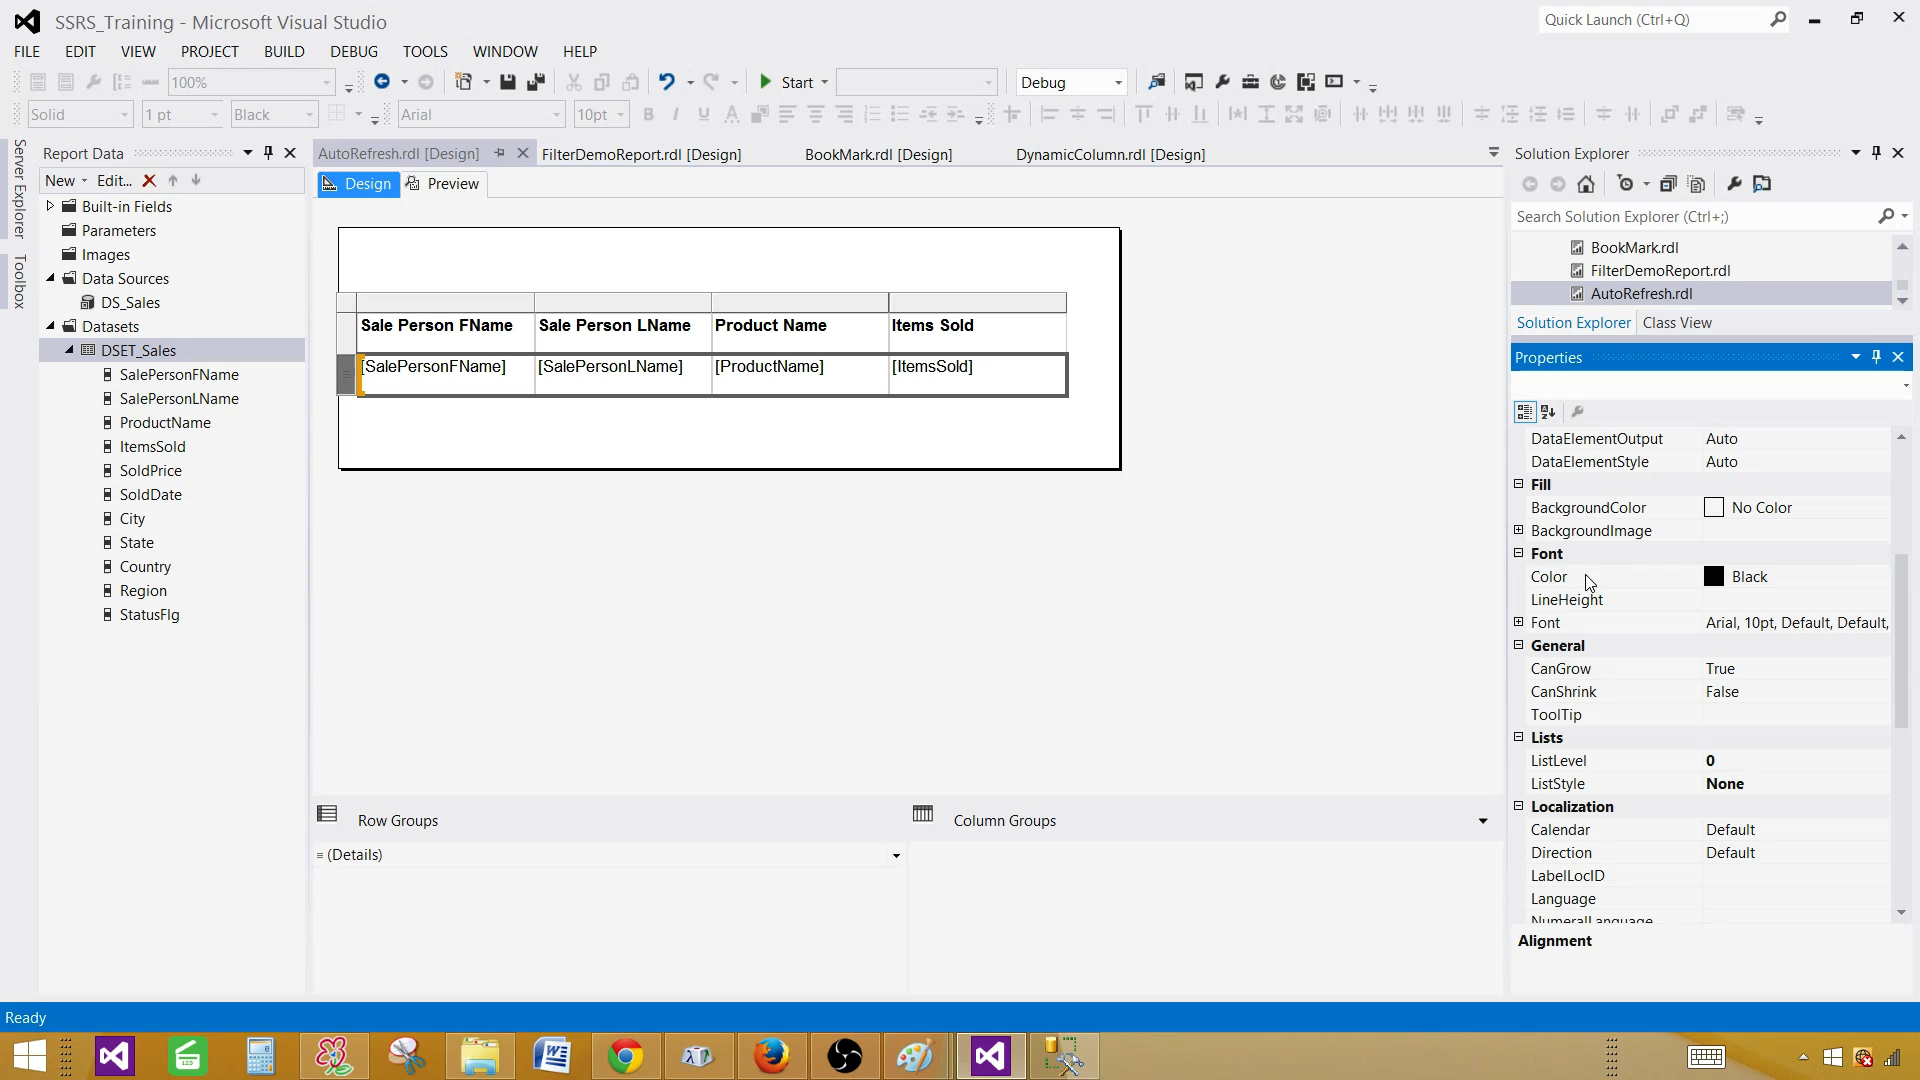 SSRS_Training - Microsoft Visual Studio
Quick Launch (Ctrl+Q)
FILE EDIT VIEW PROJECT BUILD DEBUG TOOLS WINDOW HELP
100% Start Debug
Solid 1 pt Black Arial 10pt
Server Explorer
Toolbox
Report Data
New Edit...
Built-in Fields
Parameters
Images
Data Sources
DS_Sales
Datasets
DSET_Sales
SalePersonFName
SalePersonLName
ProductName
ItemsSold
SoldPrice
SoldDate
City
State
Country
Region
StatusFlg
AutoRefresh.rdl [Design] FilterDemoReport.rdl [Design] BookMark.rdl [Design] DynamicColumn.rdl [Design]
Design Preview
Sale Person FName Sale Person LName Product Name Items Sold
[SalePersonFName] [SalePersonLName] [ProductName] [ItemsSold]
Row Groups Column Groups
(Details)
Solution Explorer
Search Solution Explorer (Ctrl+;)
BookMark.rdl
FilterDemoReport.rdl
AutoRefresh.rdl
Solution Explorer Class View
Properties
DataElementOutput Auto
DataElementStyle Auto
Fill
BackgroundColor No Color
BackgroundImage
Font
Color Black
LineHeight
Font Arial, 10pt, Default, Default,
General
CanGrow True
CanShrink False
ToolTip
Lists
ListLevel 0
ListStyle None
Localization
Calendar Default
Direction Default
LabelLocID
Language
NumeralLanguage
Alignment
Ready